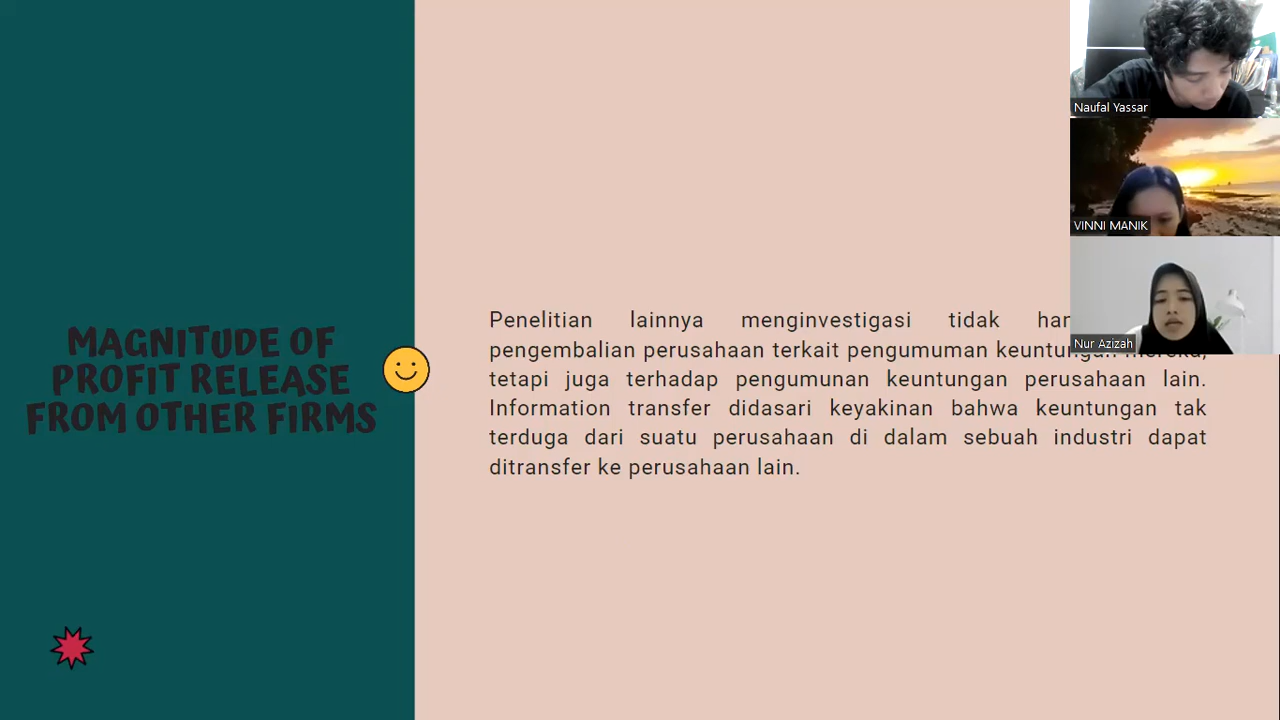 MAGNITUDE OF
PROFIT RELEASE
FROM OTHER FIRMS
Penelitian lainnya menginvestigasi tidak
pengembalian perusahaan terkait pengumuman keuntungan
tetapi juga terhadap pengumunan keuntungan perusahaan lain.
Information transfer didasari keyakinan bahwa keuntungan tak
terduga dari suatu perusahaan di dalam sebuah industri dapat
ditransfer ke perusahaan lain.
Naufal Yassar
VINNI MANIK
Nur Azizah